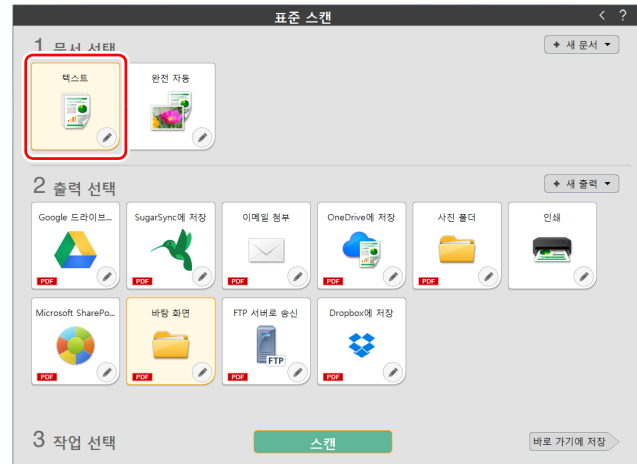 표준 스캔
< ?
1 문서 선택
+ 새 문서 ▼
텍스트
완전 자동
2 출력 선택
+ 새 출력 ▼
Google 드라이브...
SugarSync에 저장
이메일 첨부
OneDrive에 저장
사진 폴더
인쇄
PDF
PDF
PDF
PDF
Microsoft SharePo...
바탕 화면
FTP 서버로 송신
Dropbox에 저장
FTP
PDF
PDF
PDF
PDF
3 작업 선택
스캔
바로 가기에 저장